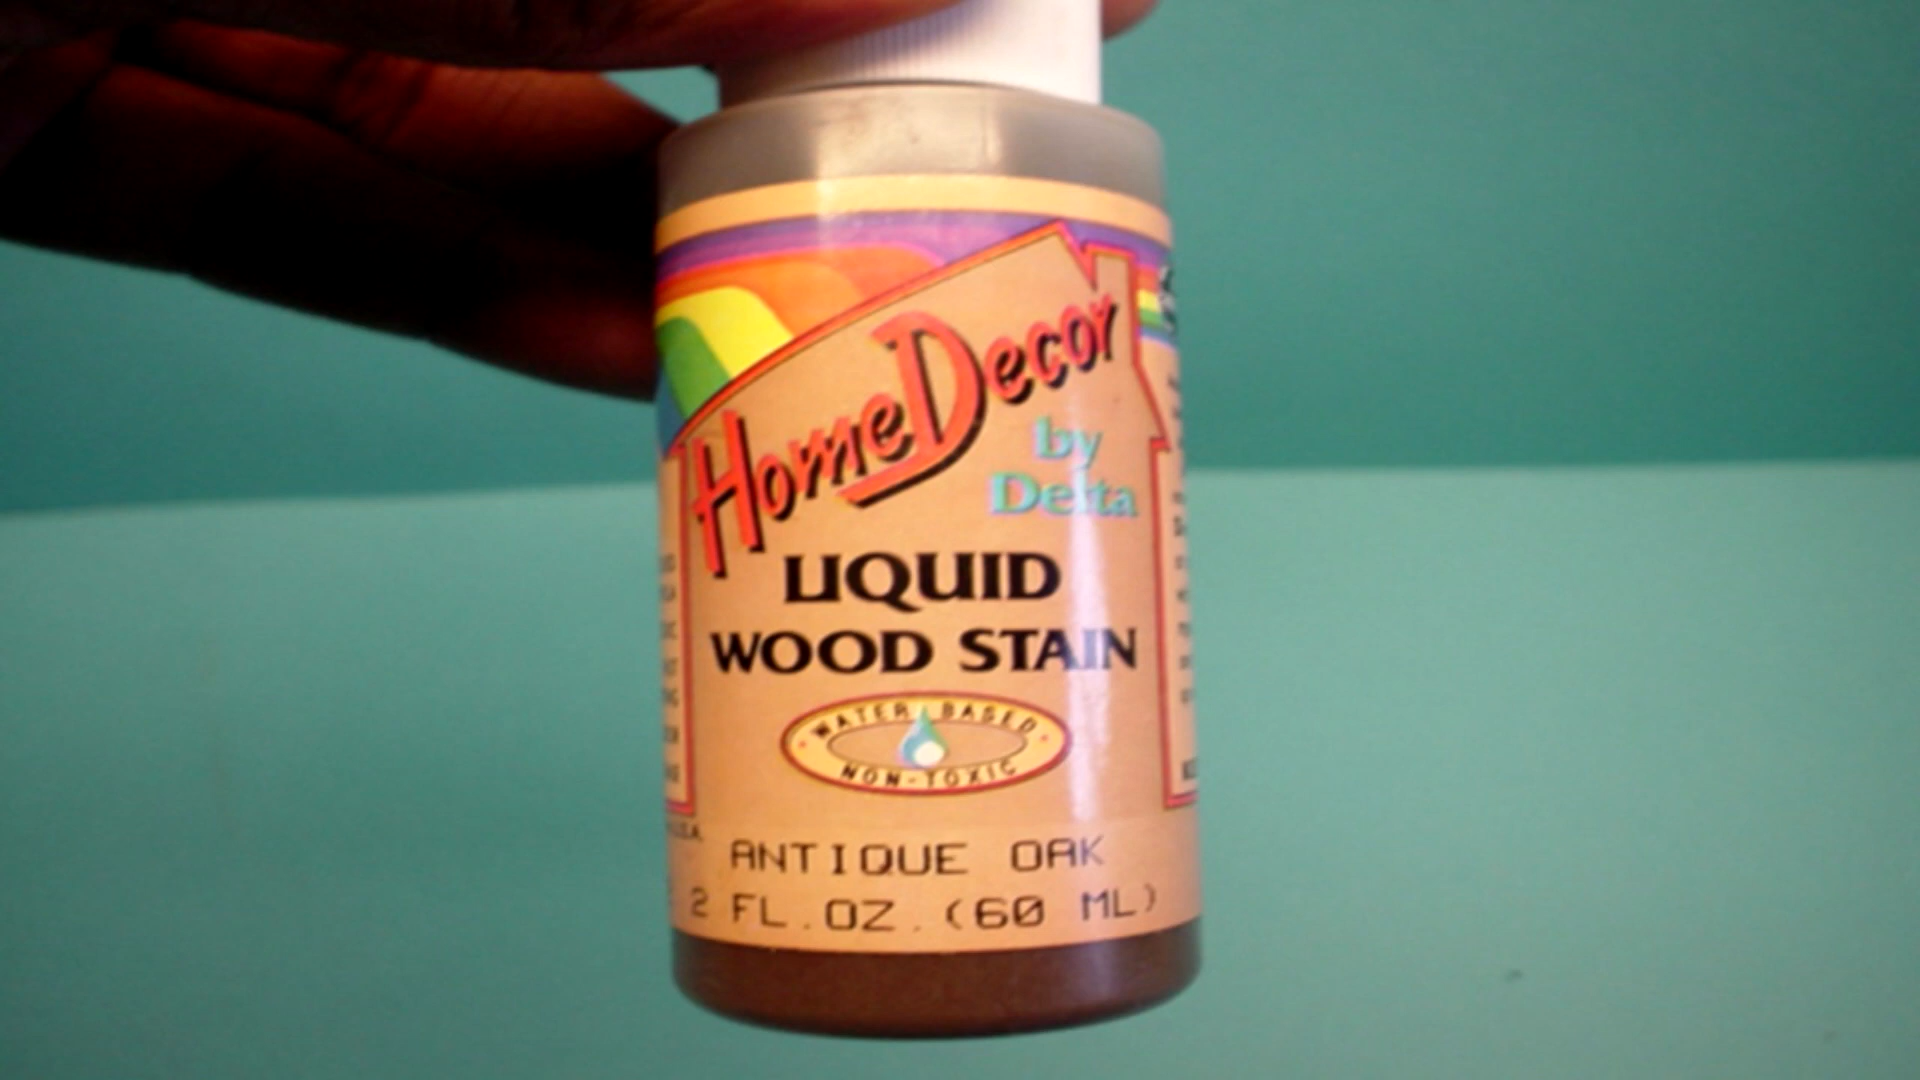 HomeDecor
by
Delta
LIQUID
WOOD STAIN
WATER BASED
NON-TOXIC
ANTIQUE OAK
2 FL.OZ.(60 ML)